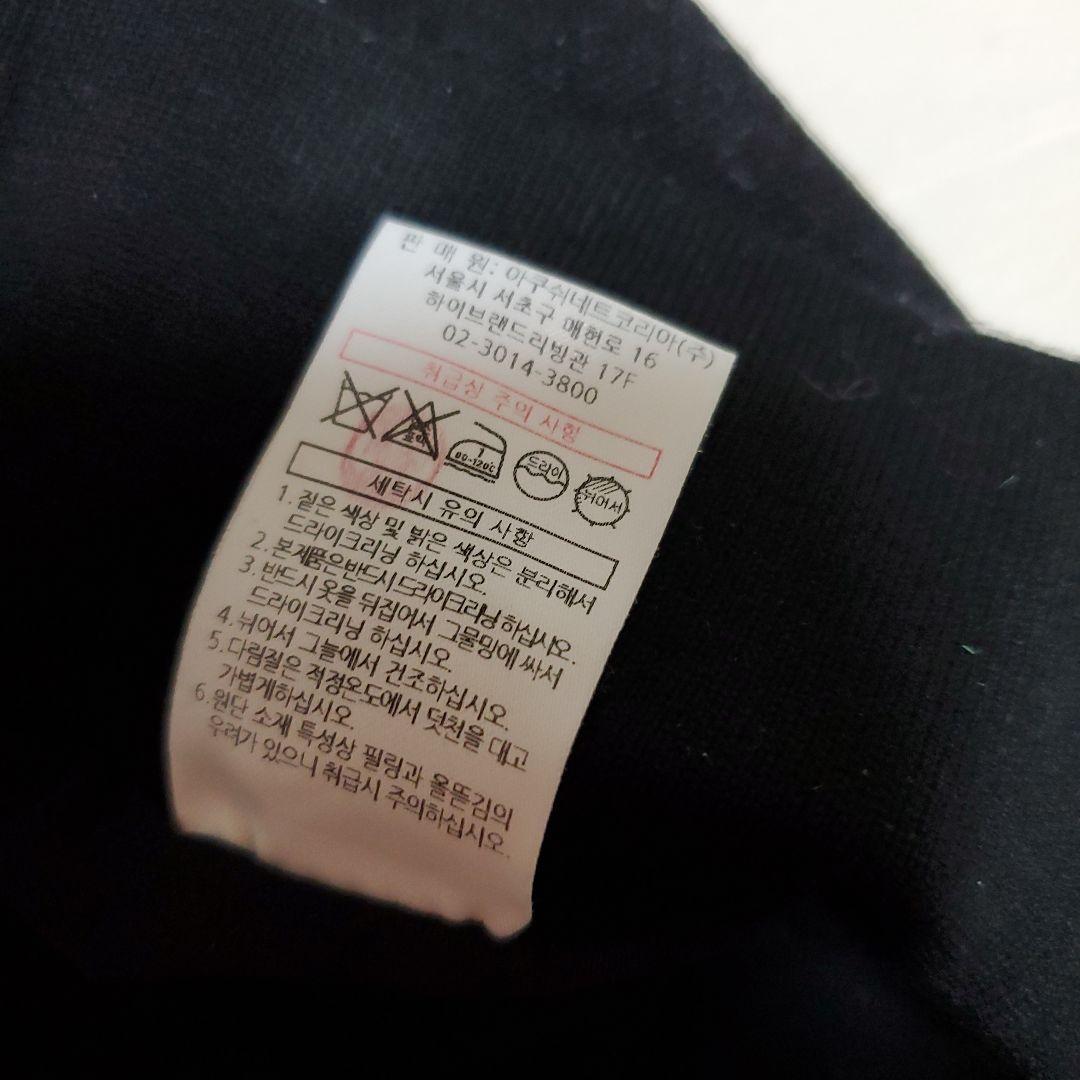 판 매 원: 아쿠쉬네트코리아(주)
서울시 서초구 매헌로 16
하이브랜드리빙관 17F
02-3014-3800
취급상 주의 사항
표백
1
80~120℃
드라이
뉘어서
세탁시 유의 사항
1. 짙은 색상 및 밝은 색상은 분리해서
드라이크리닝 하십시오.
2. 본제품은반드시드라이크리닝하십시오.
3. 반드시 옷을 뒤집어서 그물망에 싸서
드라이크리닝 하십시오.
4. 뉘어서 그늘에서 건조하십시오.
5. 다림질은 적정온도에서 덧천을 대고
가볍게하십시오.
6. 원단 소재 특성상 필링과 올뜯김의
우려가 있으니 취급시 주의하십시오.